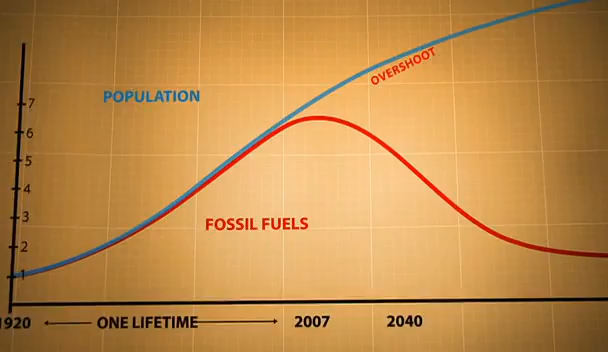 OVERSHOOT
POPULATION
7
6
5
4
3
2
1
FOSSIL FUELS
1920 ONE LIFETIME 2007 2040